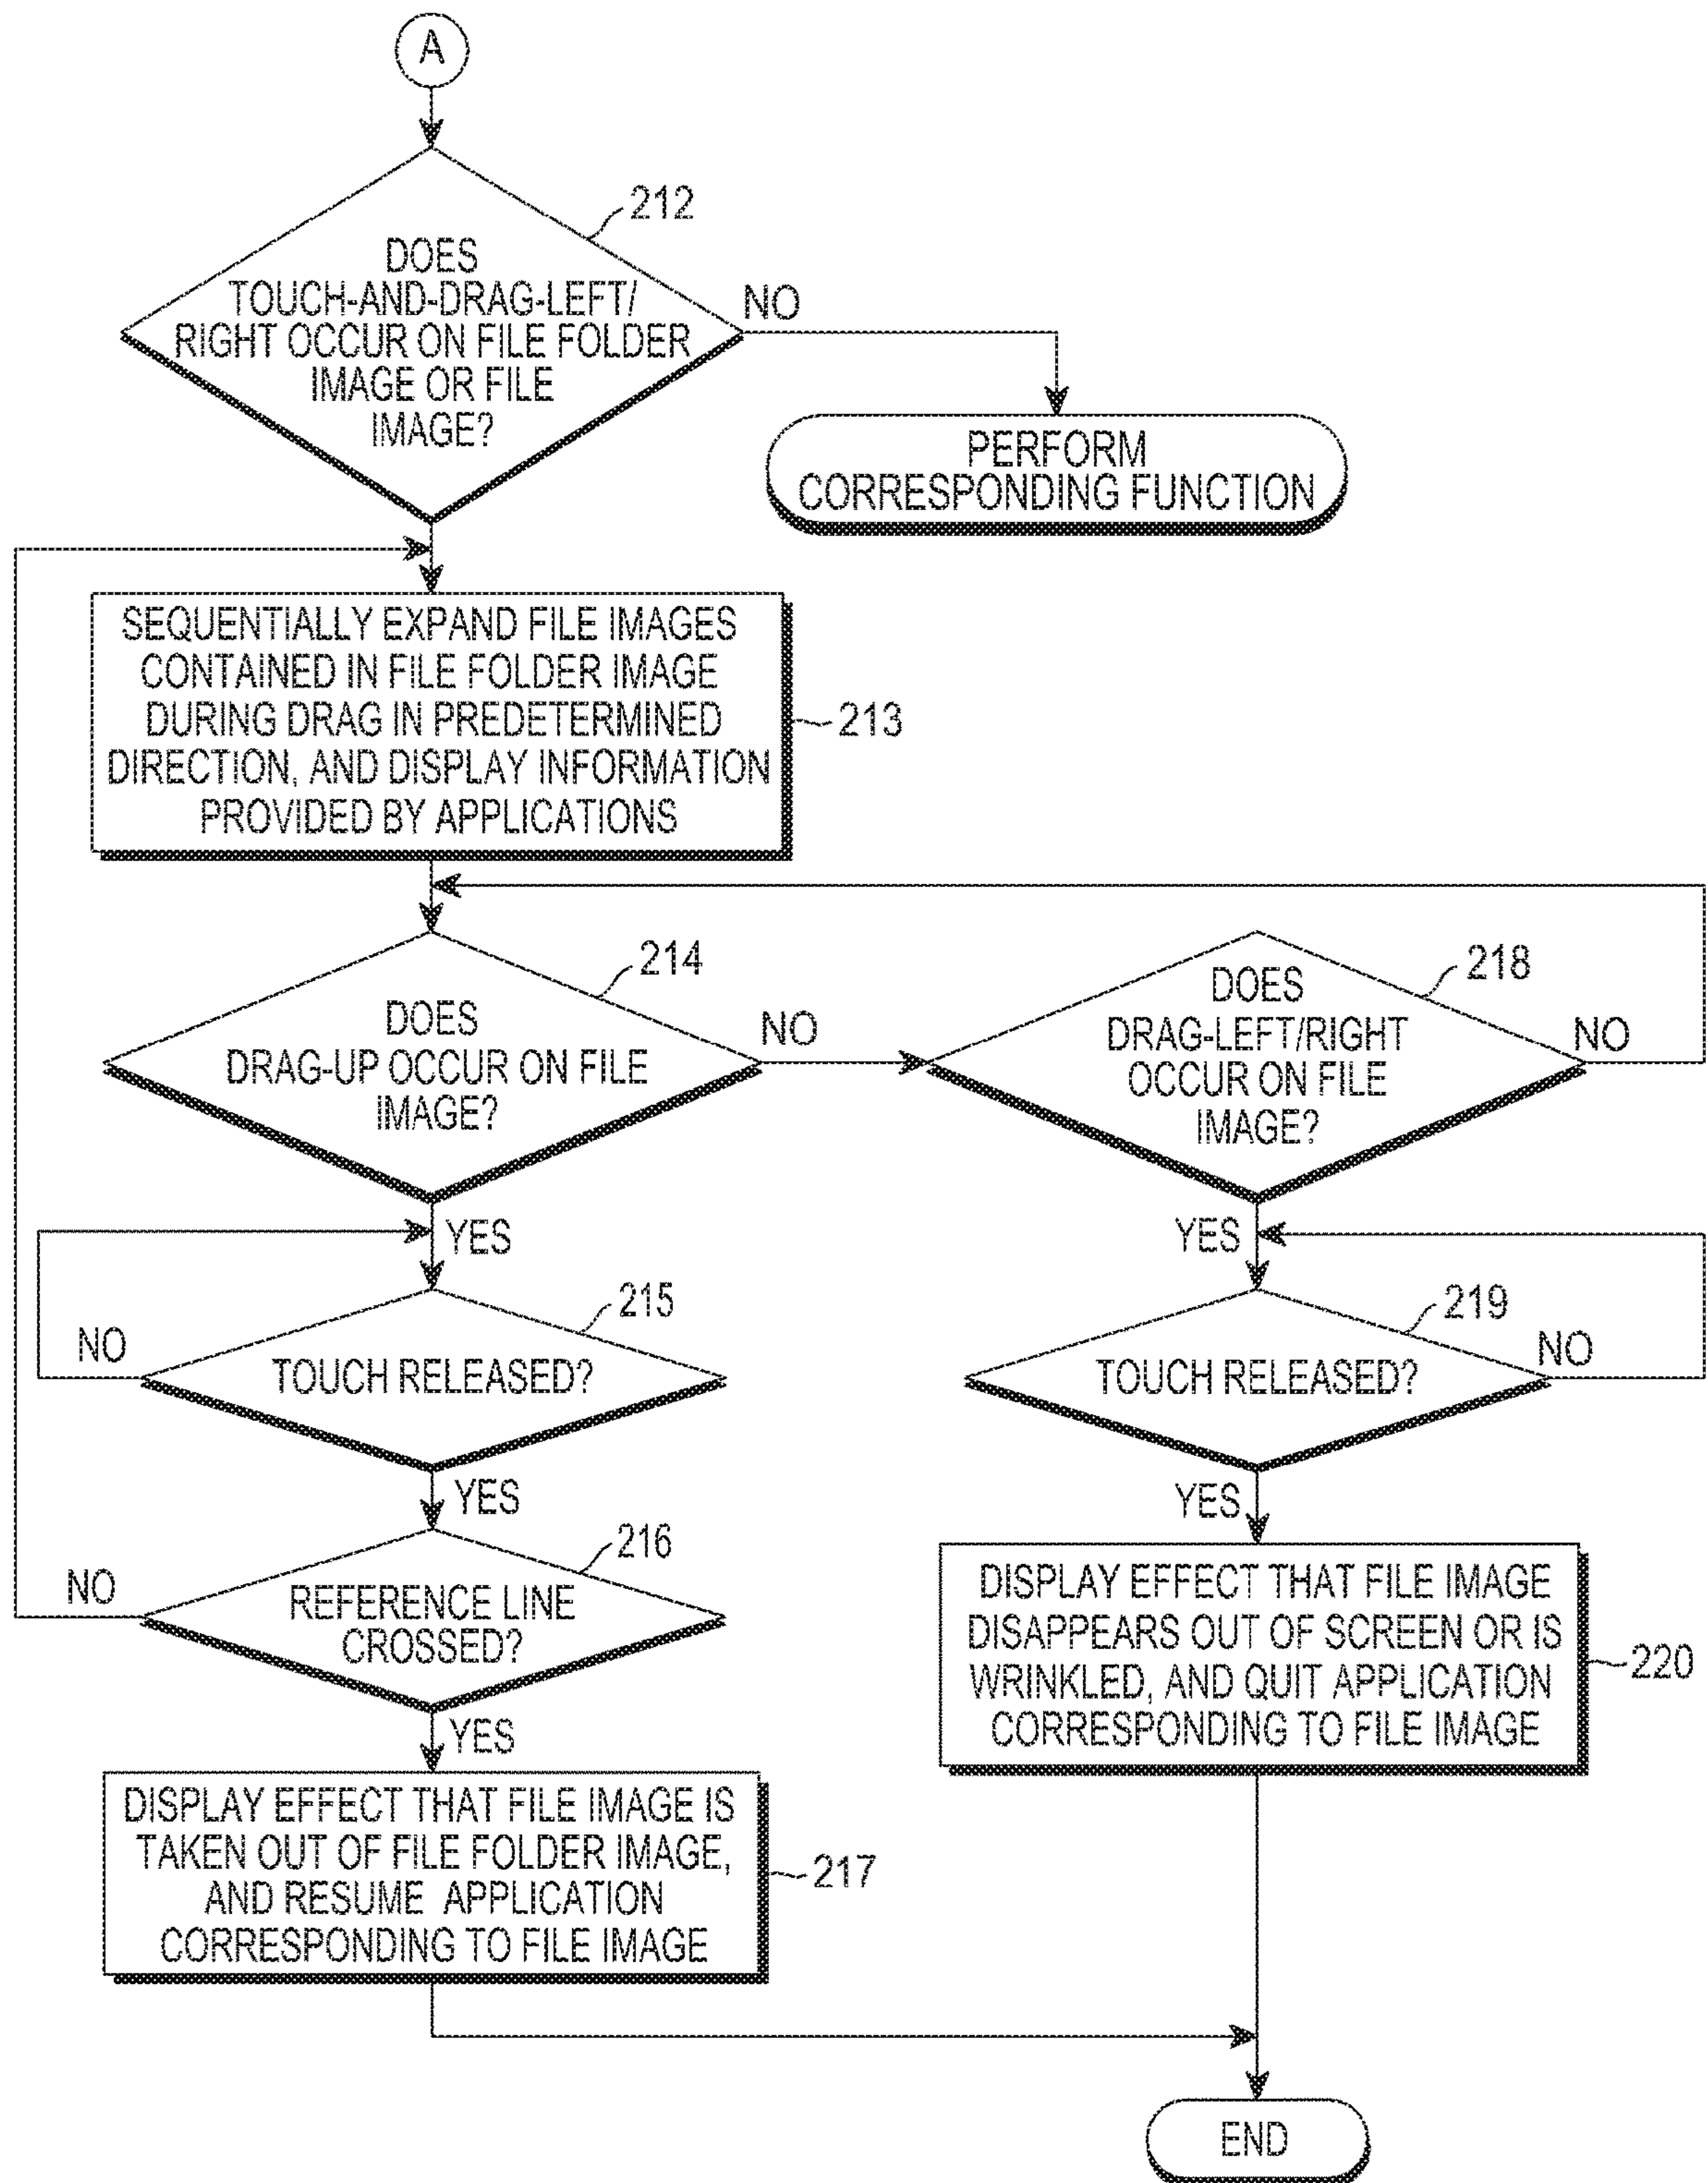 A
212
DOES
TOUCH-AND-DRAG-LEFT/
RIGHT OCCUR ON FILE FOLDER
IMAGE OR FILE
IMAGE?
NO
PERFORM
CORRESPONDING FUNCTION
SEQUENTIALLY EXPAND FILE IMAGES
CONTAINED IN FILE FOLDER IMAGE
DURING DRAG IN PREDETERMINED
DIRECTION, AND DISPLAY INFORMATION
PROVIDED BY APPLICATIONS
213
214
DOES
DRAG-UP OCCUR ON FILE
IMAGE?
NO
218
DOES
DRAG-LEFT/RIGHT
OCCUR ON FILE
IMAGE?
NO
YES
YES
215
TOUCH RELEASED?
NO
219
TOUCH RELEASED?
NO
YES
YES
216
REFERENCE LINE
CROSSED?
NO
YES
DISPLAY EFFECT THAT FILE IMAGE
DISAPPEARS OUT OF SCREEN OR IS
WRINKLED, AND QUIT APPLICATION
CORRESPONDING TO FILE IMAGE
220
DISPLAY EFFECT THAT FILE IMAGE IS
TAKEN OUT OF FILE FOLDER IMAGE,
AND RESUME APPLICATION
CORRESPONDING TO FILE IMAGE
217
END